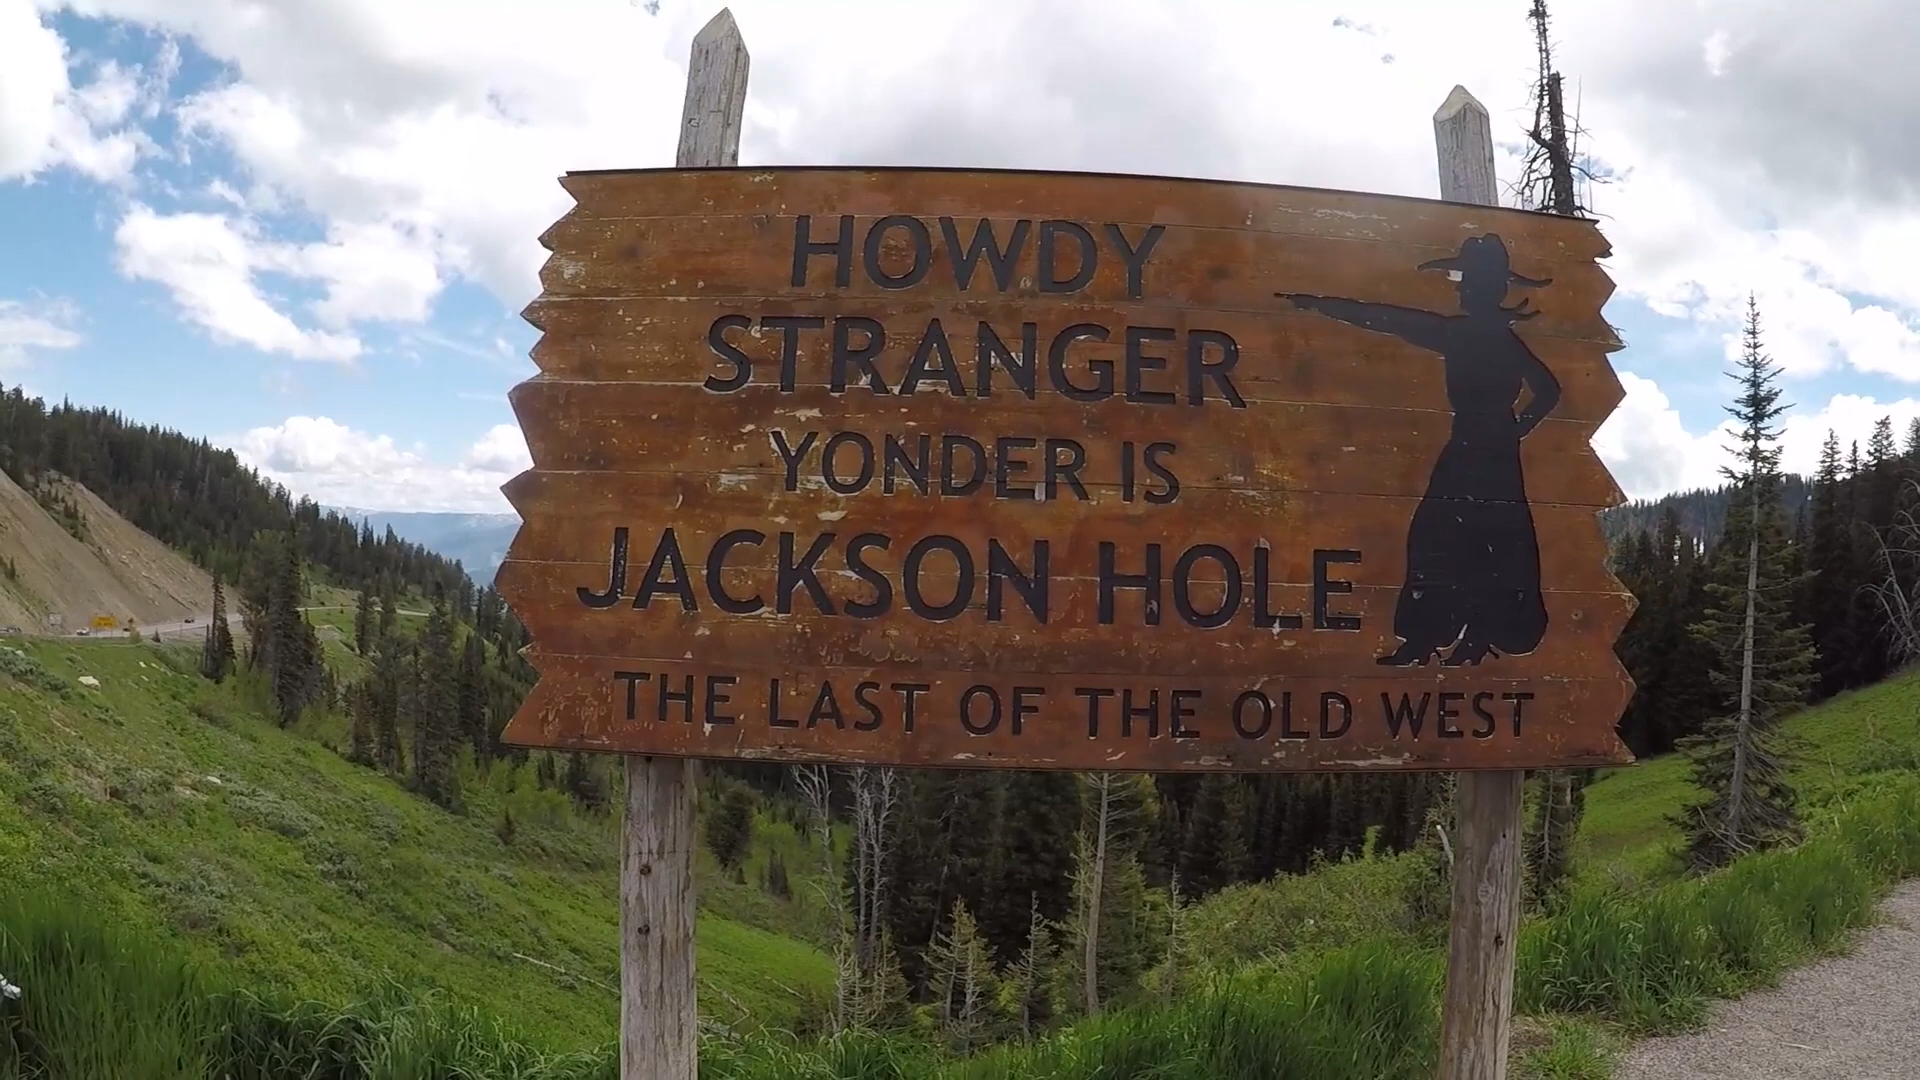 HOWDY
STRANGER
YONDER IS
JACKSON HOLE
THE LAST OF THE OLD WEST